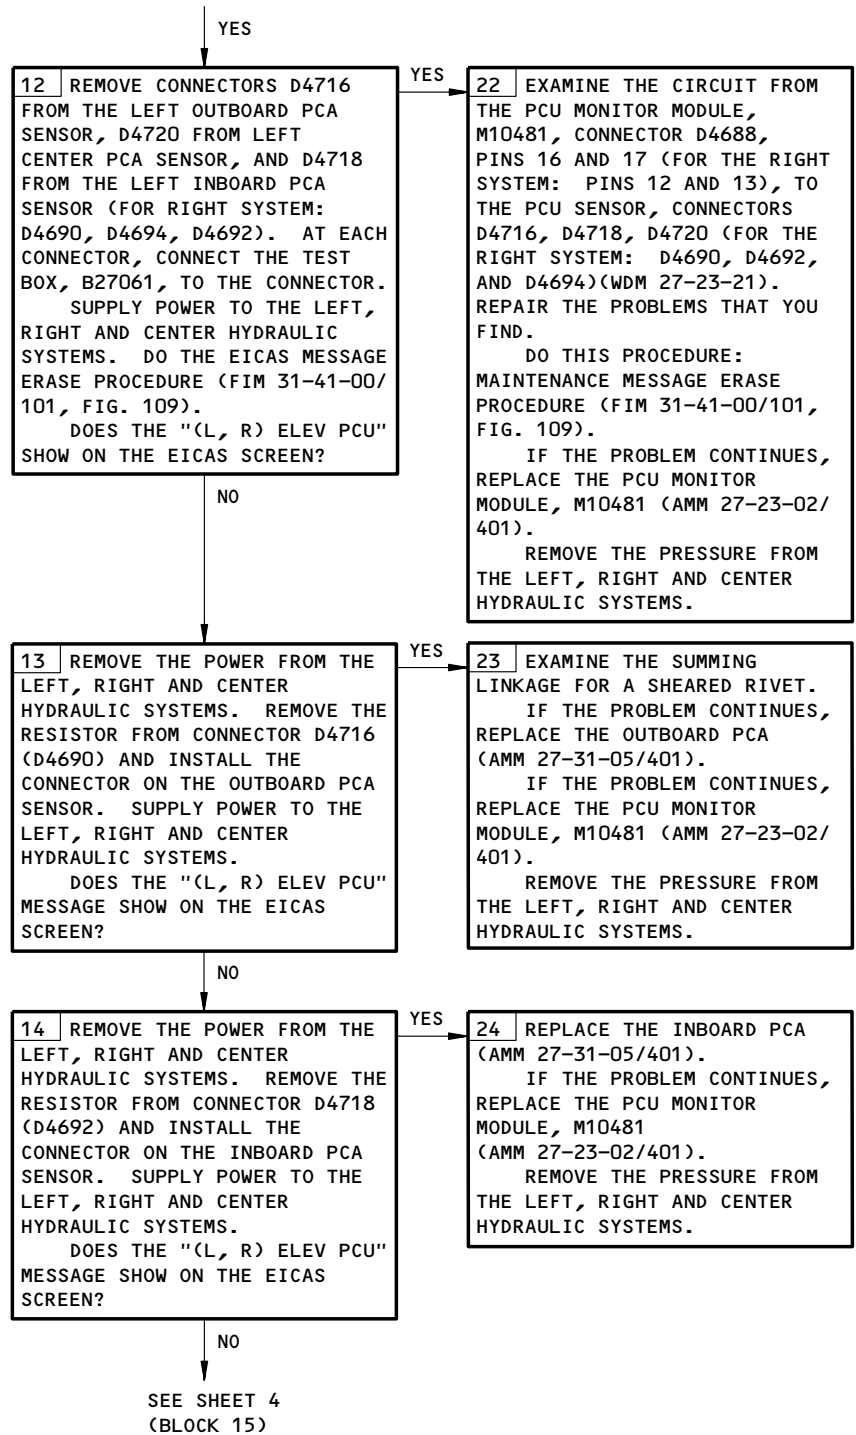 YES
12 REMOVE CONNECTORS D4716
FROM THE LEFT OUTBOARD PCA
SENSOR, D4720 FROM LEFT
CENTER PCA SENSOR, AND D4718
FROM THE LEFT INBOARD PCA
SENSOR (FOR RIGHT SYSTEM:
D4690, D4694, D4692). AT EACH
CONNECTOR, CONNECT THE TEST
BOX, B27061, TO THE CONNECTOR.
SUPPLY POWER TO THE LEFT,
RIGHT AND CENTER HYDRAULIC
SYSTEMS. DO THE EICAS MESSAGE
ERASE PROCEDURE (FIM 31-41-00/
101, FIG. 109).
DOES THE "(L, R) ELEV PCU"
SHOW ON THE EICAS SCREEN?
YES
22 EXAMINE THE CIRCUIT FROM
THE PCU MONITOR MODULE,
M10481, CONNECTOR D4688,
PINS 16 AND 17 (FOR THE RIGHT
SYSTEM: PINS 12 AND 13), TO
THE PCU SENSOR, CONNECTORS
D4716, D4718, D4720 (FOR THE
RIGHT SYSTEM: D4690, D4692,
AND D4694)(WDM 27-23-21).
REPAIR THE PROBLEMS THAT YOU
FIND.
DO THIS PROCEDURE:
MAINTENANCE MESSAGE ERASE
PROCEDURE (FIM 31-41-00/101,
FIG. 109).
IF THE PROBLEM CONTINUES,
REPLACE THE PCU MONITOR
MODULE, M10481 (AMM 27-23-02/
401).
REMOVE THE PRESSURE FROM
THE LEFT, RIGHT AND CENTER
HYDRAULIC SYSTEMS.
NO
13 REMOVE THE POWER FROM THE
LEFT, RIGHT AND CENTER
HYDRAULIC SYSTEMS. REMOVE THE
RESISTOR FROM CONNECTOR D4716
(D4690) AND INSTALL THE
CONNECTOR ON THE OUTBOARD PCA
SENSOR. SUPPLY POWER TO THE
LEFT, RIGHT AND CENTER
HYDRAULIC SYSTEMS.
DOES THE "(L, R) ELEV PCU"
MESSAGE SHOW ON THE EICAS
SCREEN?
YES
23 EXAMINE THE SUMMING
LINKAGE FOR A SHEARED RIVET.
IF THE PROBLEM CONTINUES,
REPLACE THE OUTBOARD PCA
(AMM 27-31-05/401).
IF THE PROBLEM CONTINUES,
REPLACE THE PCU MONITOR
MODULE, M10481 (AMM 27-23-02/
401).
REMOVE THE PRESSURE FROM
THE LEFT, RIGHT AND CENTER
HYDRAULIC SYSTEMS.
NO
14 REMOVE THE POWER FROM THE
LEFT, RIGHT AND CENTER
HYDRAULIC SYSTEMS. REMOVE THE
RESISTOR FROM CONNECTOR D4718
(D4692) AND INSTALL THE
CONNECTOR ON THE INBOARD PCA
SENSOR. SUPPLY POWER TO THE
LEFT, RIGHT AND CENTER
HYDRAULIC SYSTEMS.
DOES THE "(L, R) ELEV PCU"
MESSAGE SHOW ON THE EICAS
SCREEN?
YES
24 REPLACE THE INBOARD PCA
(AMM 27-31-05/401).
IF THE PROBLEM CONTINUES,
REPLACE THE PCU MONITOR
MODULE, M10481
(AMM 27-23-02/401).
REMOVE THE PRESSURE FROM
THE LEFT, RIGHT AND CENTER
HYDRAULIC SYSTEMS.
NO
SEE SHEET 4
(BLOCK 15)